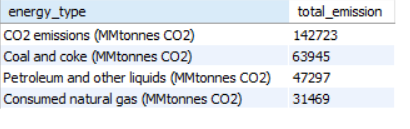 energy_type total_emission
CO2 emissions (MMtonnes CO2) 142723
Coal and coke (MMtonnes CO2) 63945
Petroleum and other liquids (MMtonnes CO2) 47297
Consumed natural gas (MMtonnes CO2) 31469